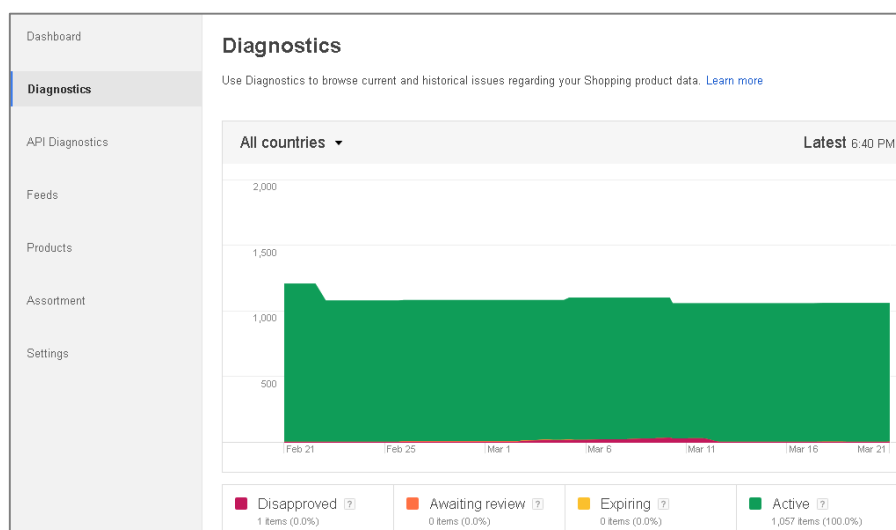 Dashboard
Diagnostics
API Diagnostics
Feeds
Products
Assortment
Settings
Diagnostics
Use Diagnostics to browse current and historical issues regarding your Shopping product data. Learn more
All countries
Latest 6:40 PM
2,000
1,500
1,000
500
Feb 21 Feb 25 Mar 1 Mar 6 Mar 11 Mar 16 Mar 21
Disapproved ? Awaiting review ? Expiring ? Active ?
1 items (0.0%) 0 items (0.0%) 0 items (0.0%) 1,057 items (100.0%)